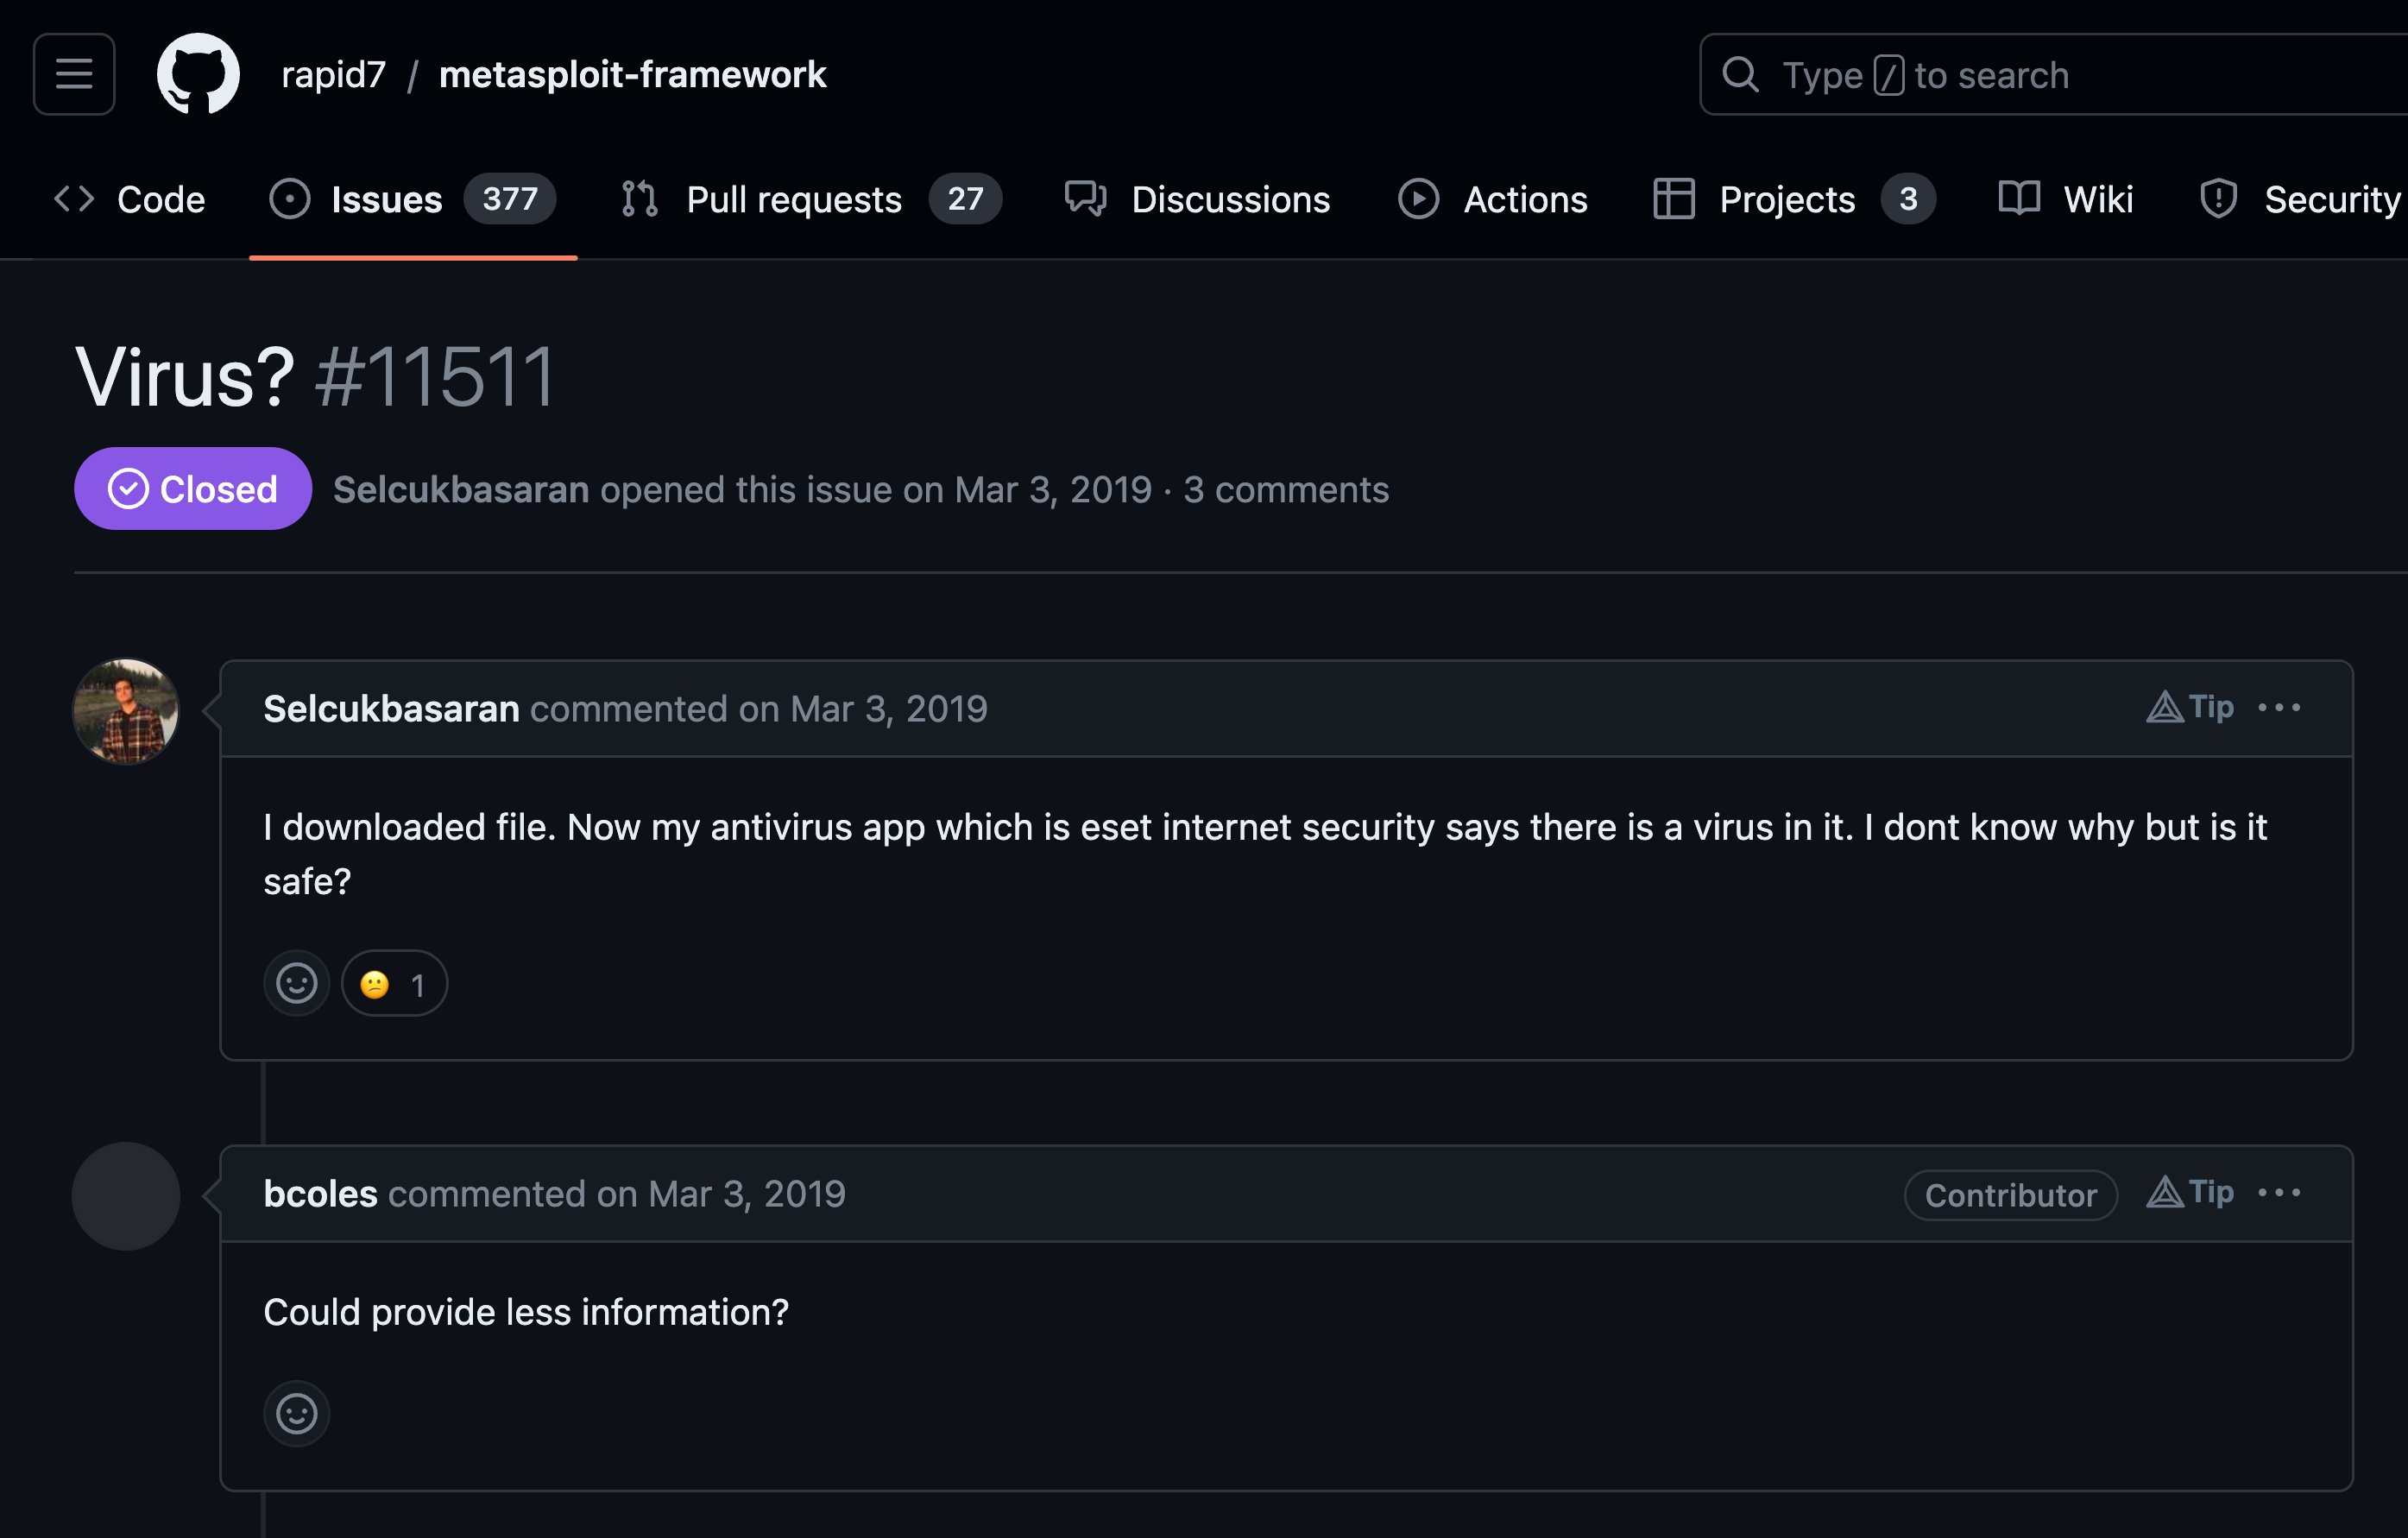 rapid7 / metasploit-framework
Type / to search
Code Issues 377 Pull requests 27 Discussions Actions Projects 3 Wiki Security
Virus? #11511
Closed Selcukbasaran opened this issue on Mar 3, 2019 · 3 comments
Selcukbasaran commented on Mar 3, 2019 Tip
I downloaded file. Now my antivirus app which is eset internet security says there is a virus in it. I dont know why but is it
safe?
1
bcoles commented on Mar 3, 2019 Contributor Tip
Could provide less information?